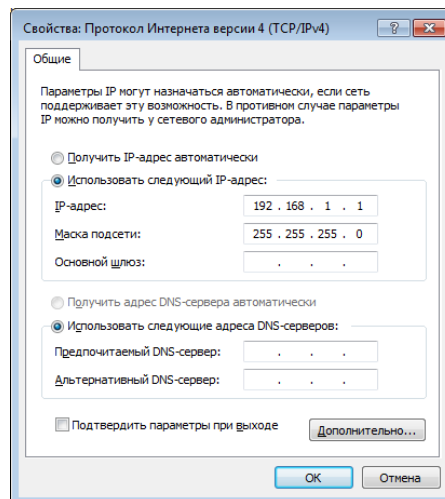 Свойства: Протокол Интернета версии 4 (TCP/IPv4)
Общие
Параметры IP могут назначаться автоматически, если сеть
поддерживает эту возможность. В противном случае параметры
IP можно получить у сетевого администратора.
Получить IP-адрес автоматически
Использовать следующий IP-адрес:
IP-адрес: 192 . 168 . 1 . 1
Маска подсети: 255 . 255 . 255 . 0
Основной шлюз: . . .
Получить адрес DNS-сервера автоматически
Использовать следующие адреса DNS-серверов:
Предпочитаемый DNS-сервер: . . .
Альтернативный DNS-сервер: . . .
Подтвердить параметры при выходе
Дополнительно...
OK Отмена